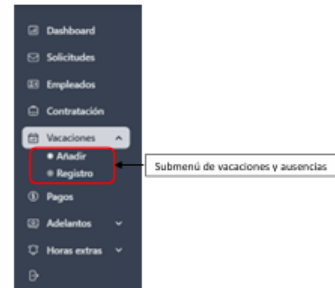 Dashboard
Solicitudes
Empleados
Contratación
Vacaciones
Añadir
Registro
Submenú de vacaciones y ausencias
Pagos
Adelantos
Horas extras